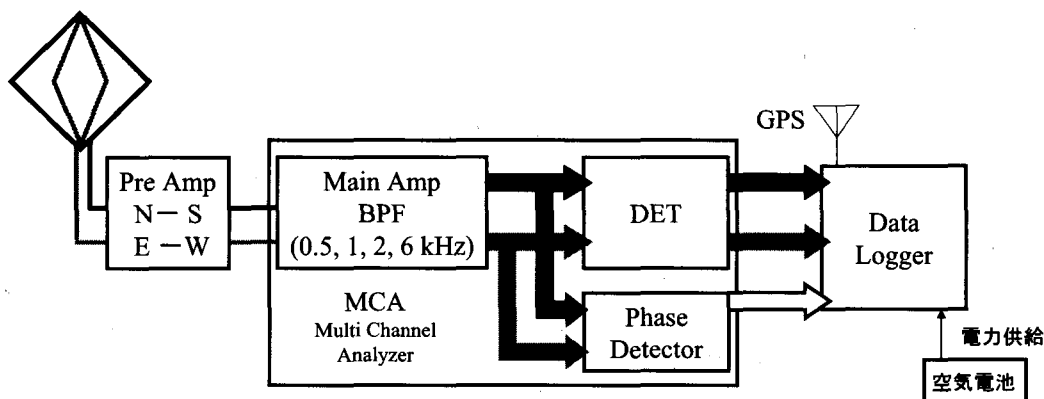 GPS
Pre Amp
N－S
E－W
Main Amp
BPF
(0.5, 1, 2, 6 kHz)
DET
Data
Logger
MCA
Multi Channel
Analyzer
Phase
Detector
電力供給
空気電池